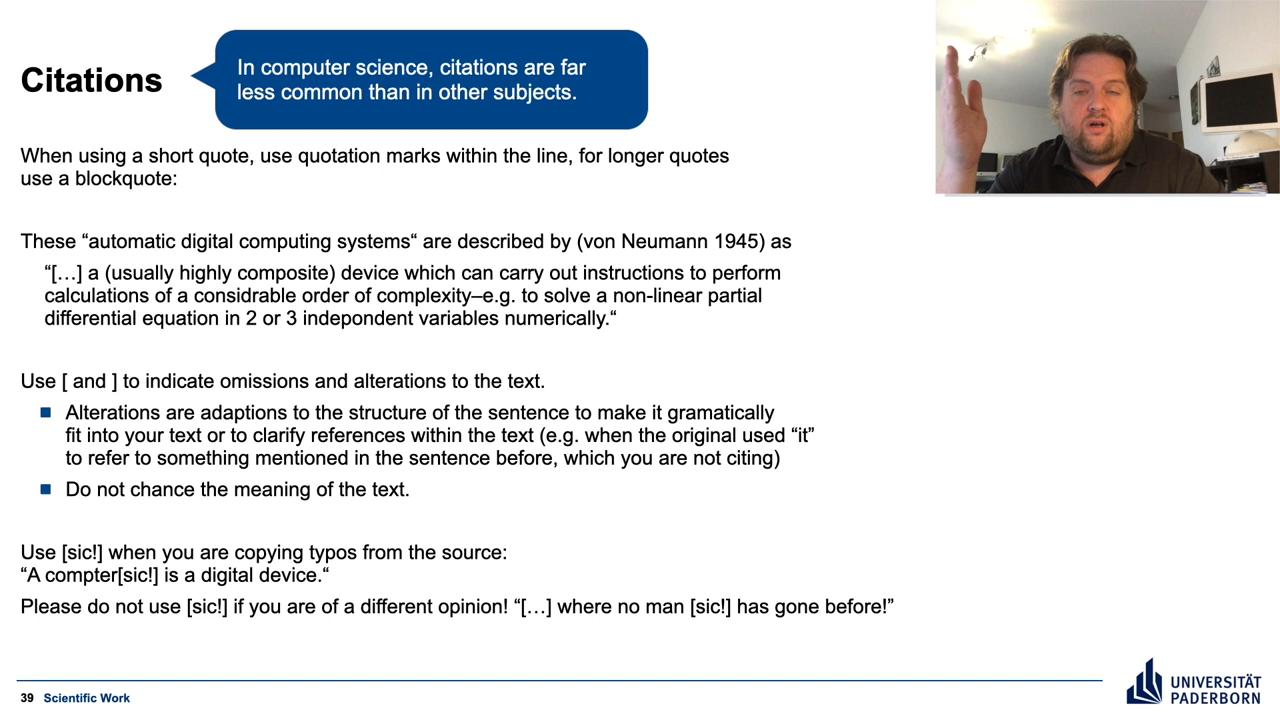 Citations
In computer science, citations are far
less common than in other subjects.
When using a short quote, use quotation marks within the line, for longer quotes
use a blockquote:
These “automatic digital computing systems“ are described by (von Neumann 1945) as
“[…] a (usually highly composite) device which can carry out instructions to perform
calculations of a considrable order of complexity–e.g. to solve a non-linear partial
differential equation in 2 or 3 independent variables numerically.“
Use [ and ] to indicate omissions and alterations to the text.
Alterations are adaptions to the structure of the sentence to make it gramatically
fit into your text or to clarify references within the text (e.g. when the original used “it”
to refer to something mentioned in the sentence before, which you are not citing)
Do not chance the meaning of the text.
Use [sic!] when you are copying typos from the source:
“A compter[sic!] is a digital device.“
Please do not use [sic!] if you are of a different opinion! “[…] where no man [sic!] has gone before!”
39 Scientific Work
UNIVERSITÄT
PADERBORN